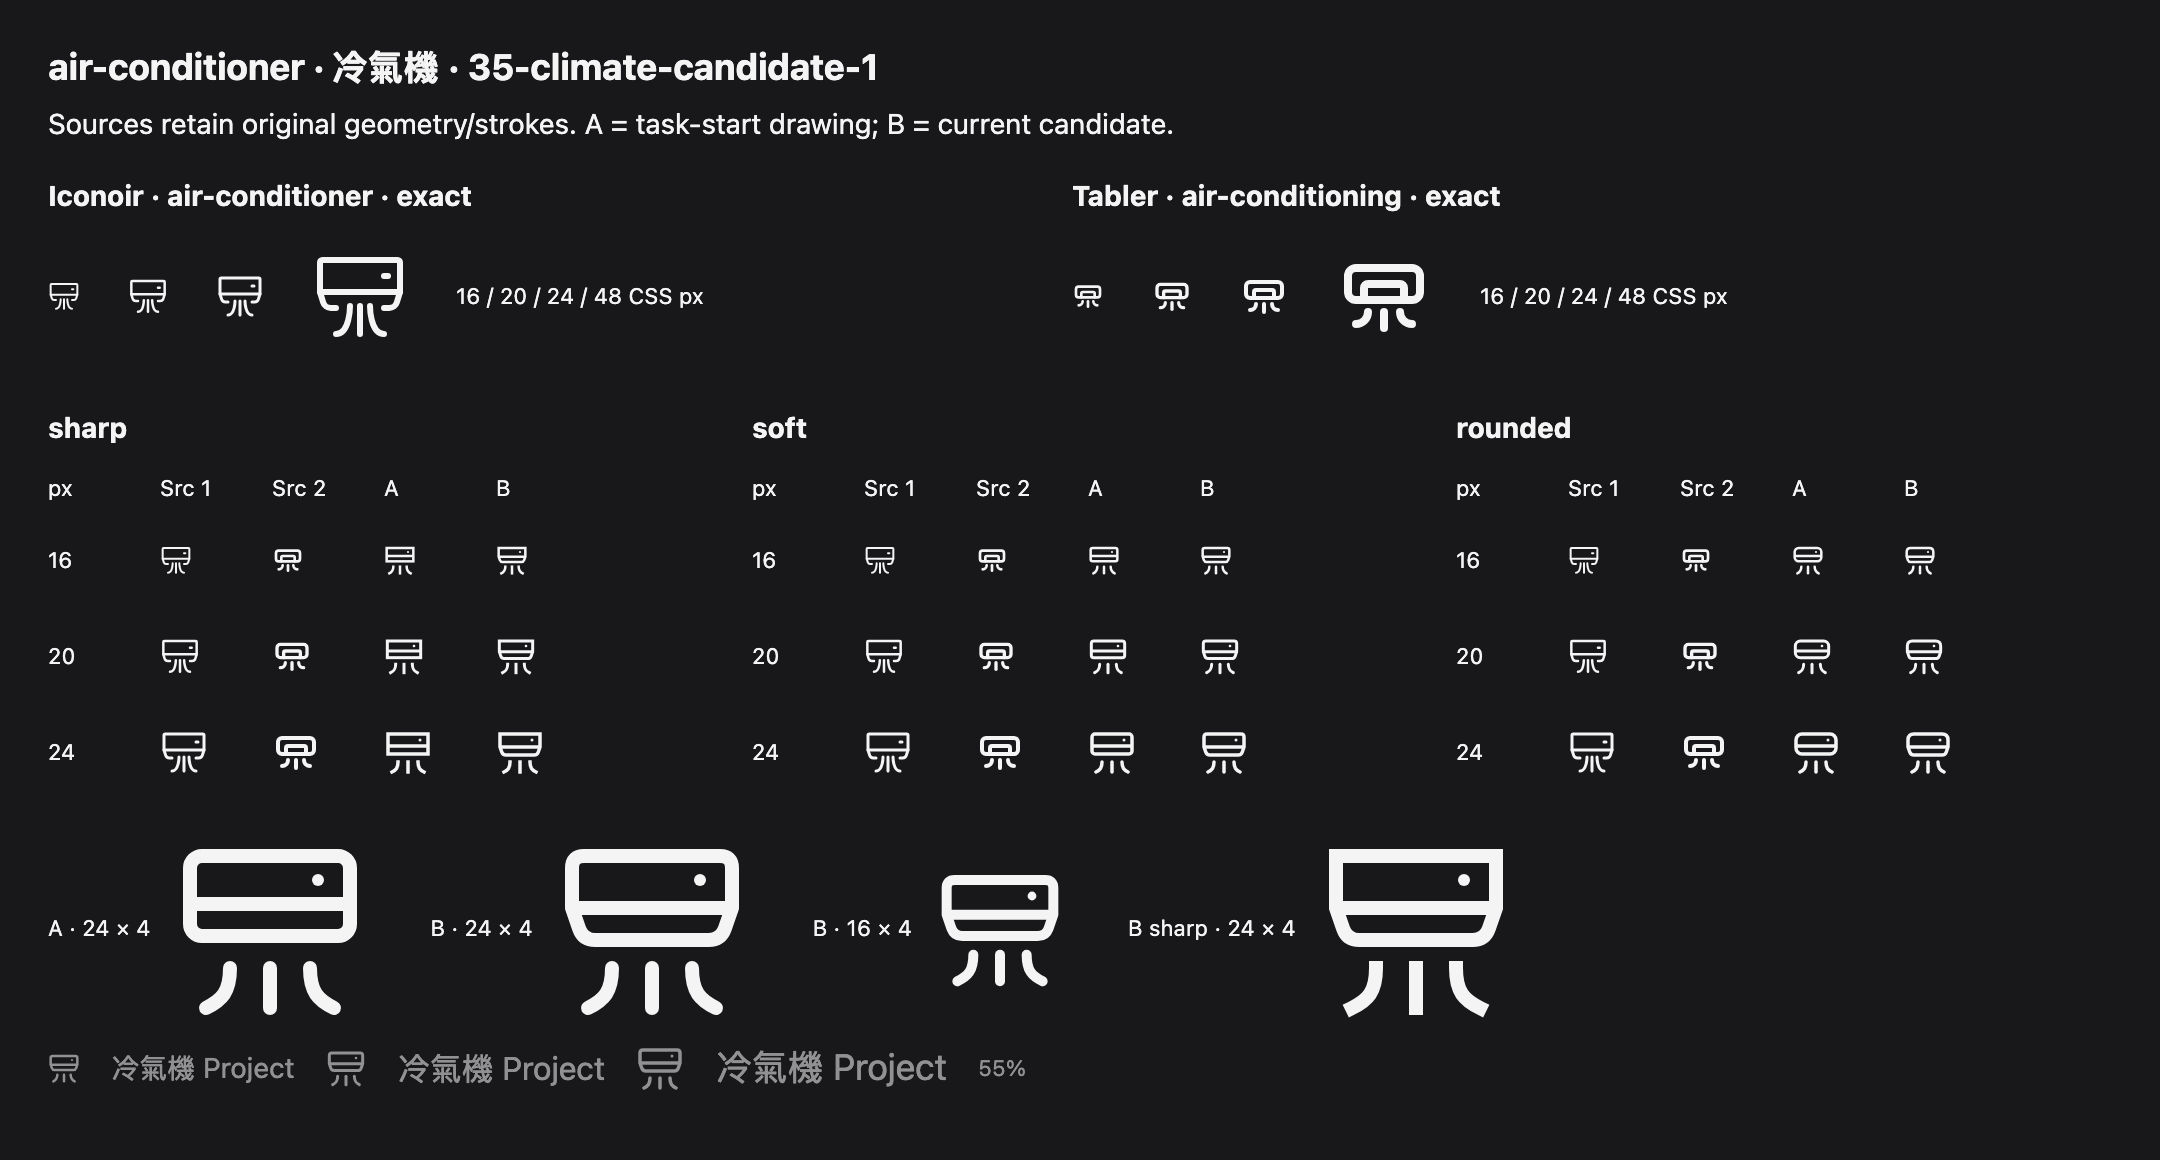 air-conditioner · 冷氣機 · 35-climate-candidate-1
Sources retain original geometry/strokes. A = task-start drawing; B = current candidate.
Iconoir · air-conditioner · exact
Tabler · air-conditioning · exact
16 / 20 / 24 / 48 CSS px
16 / 20 / 24 / 48 CSS px
sharp
soft
rounded
px Src 1 Src 2 A B
px Src 1 Src 2 A B
px Src 1 Src 2 A B
16
16
16
20
20
20
24
24
24
A · 24 × 4
B · 24 × 4
B · 16 × 4
B sharp · 24 × 4
冷氣機 Project
冷氣機 Project
冷氣機 Project
55%